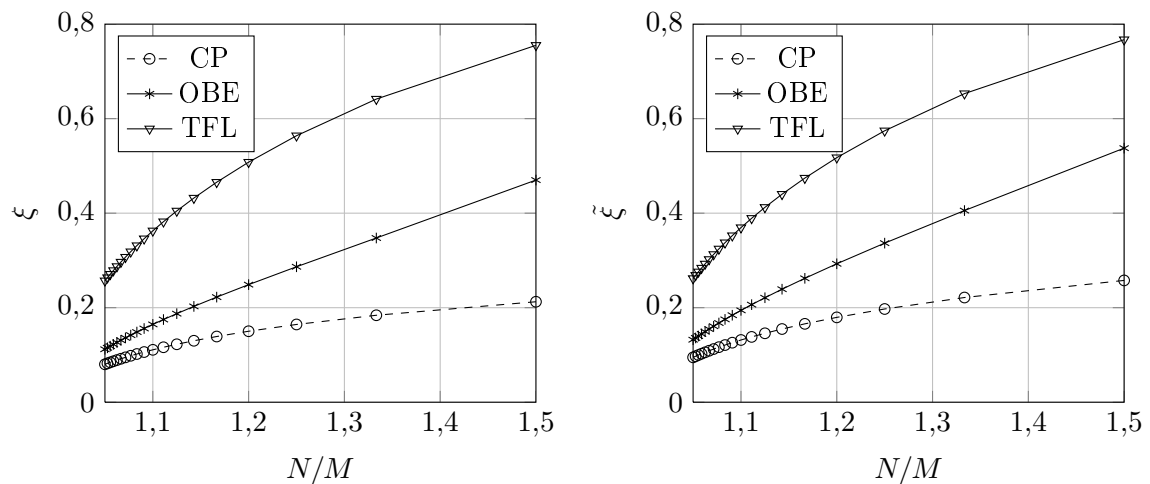 0,8
0,6
0,4
0,2
0
ξ
CP
OBE
TFL
1,1 1,2 1,3 1,4 1,5
N/M
0,8
0,6
0,4
0,2
0
ξ̃
CP
OBE
TFL
1,1 1,2 1,3 1,4 1,5
N/M